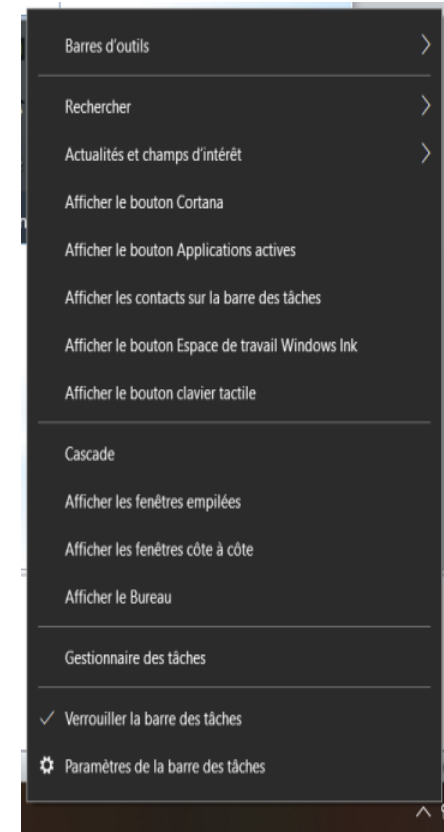 Barres d'outils
Rechercher
Actualités et champs d'intérêt
Afficher le bouton Cortana
Afficher le bouton Applications actives
Afficher les contacts sur la barre des tâches
Afficher le bouton Espace de travail Windows Ink
Afficher le bouton clavier tactile
Cascade
Afficher les fenêtres empilées
Afficher les fenêtres côte à côte
Afficher le Bureau
Gestionnaire des tâches
Verrouiller la barre des tâches
Paramètres de la barre des tâches